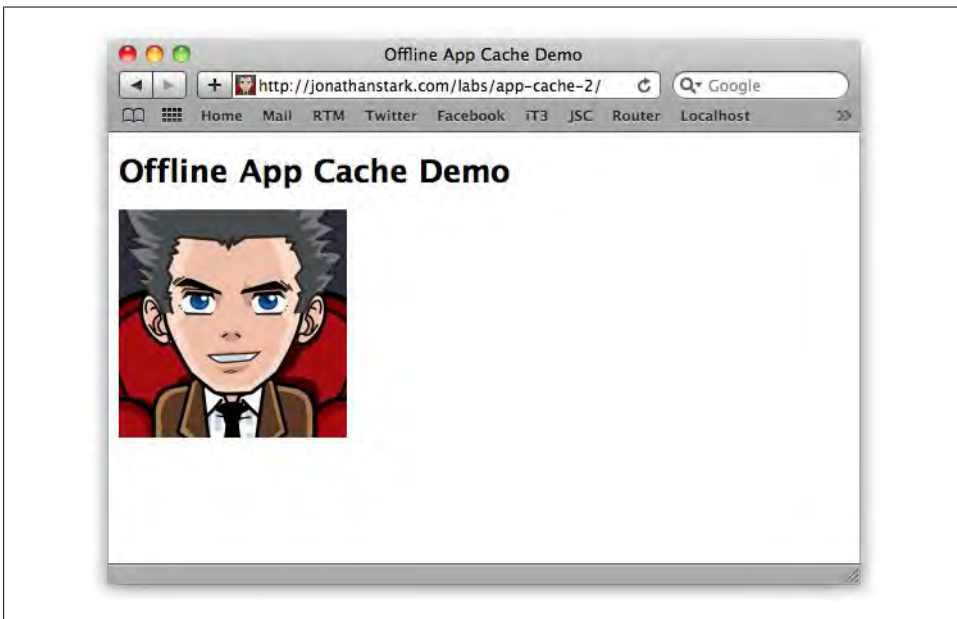 Offline App Cache Demo
http://jonathanstark.com/labs/app-cache-2/
Google
Home Mail RTM Twitter Facebook iT3 JSC Router Localhost
Offline App Cache Demo